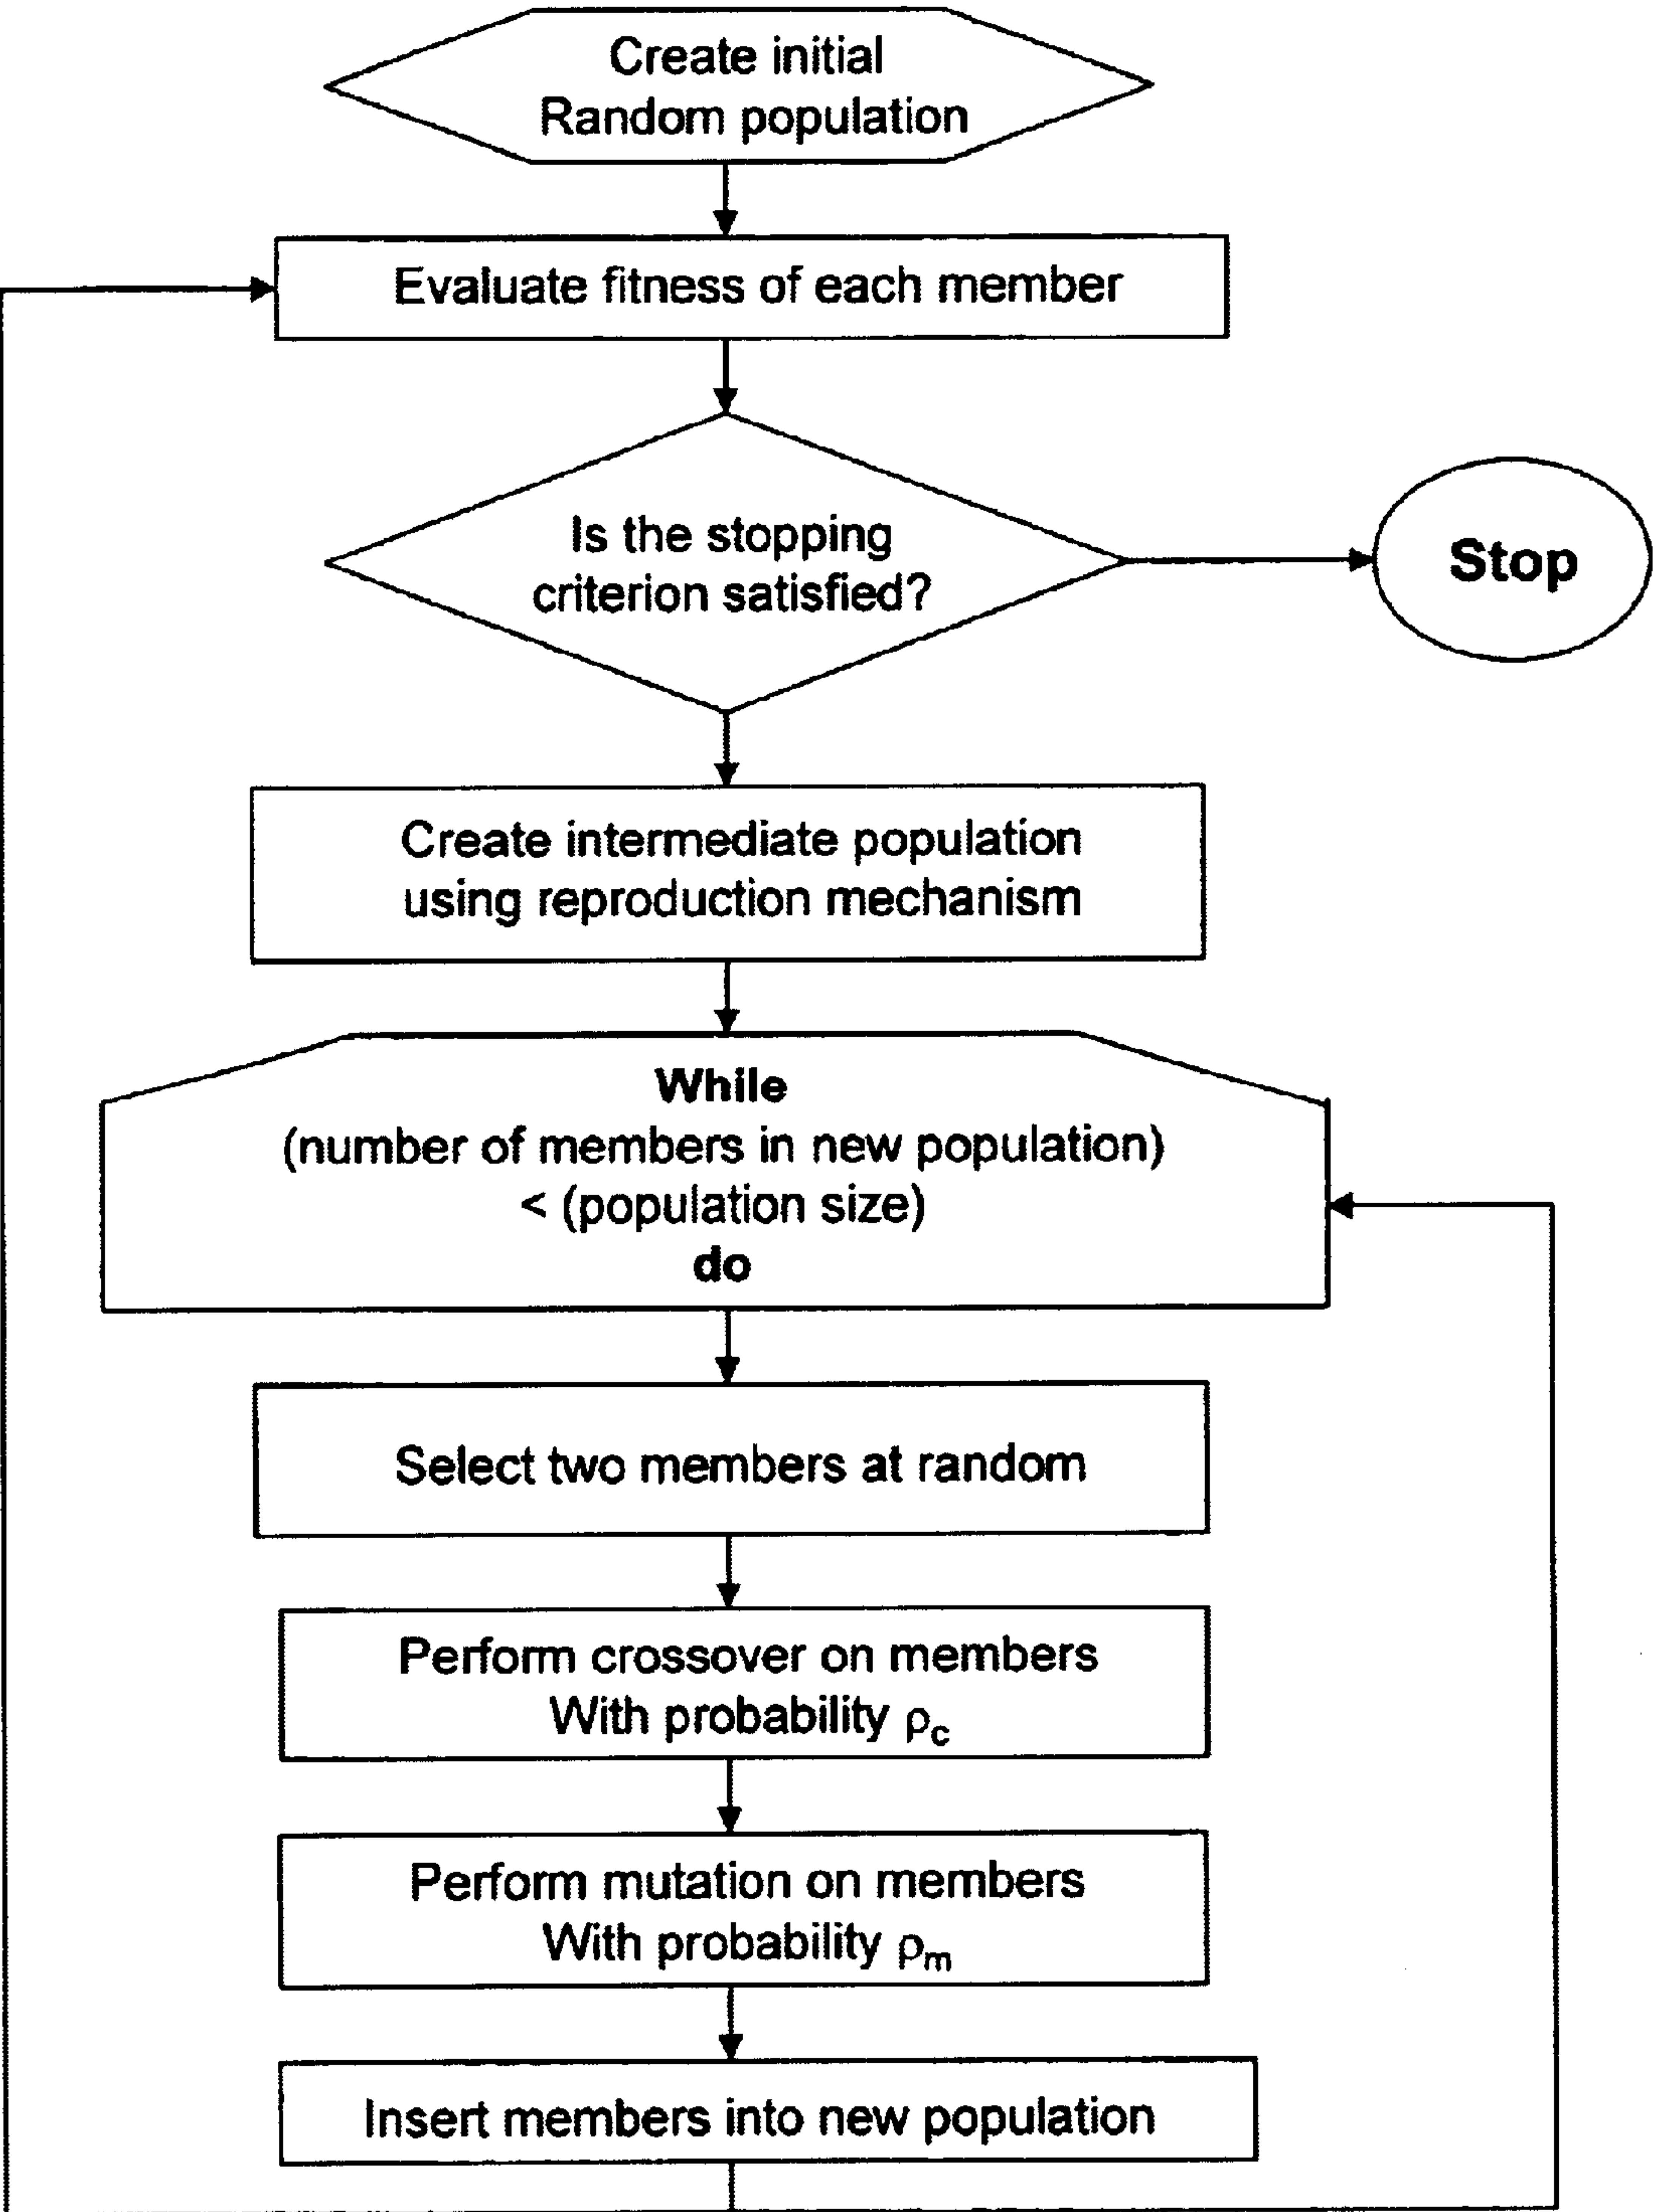 Create initial
Random population
Evaluate fitness of each member
Is the stopping
criterion satisfied?
Stop
Create intermediate population
using reproduction mechanism
While
(number of members in new population)
< (population size)
do
Select two members at random
Perform crossover on members
With probability ρc
Perform mutation on members
With probability ρm
Insert members into new population